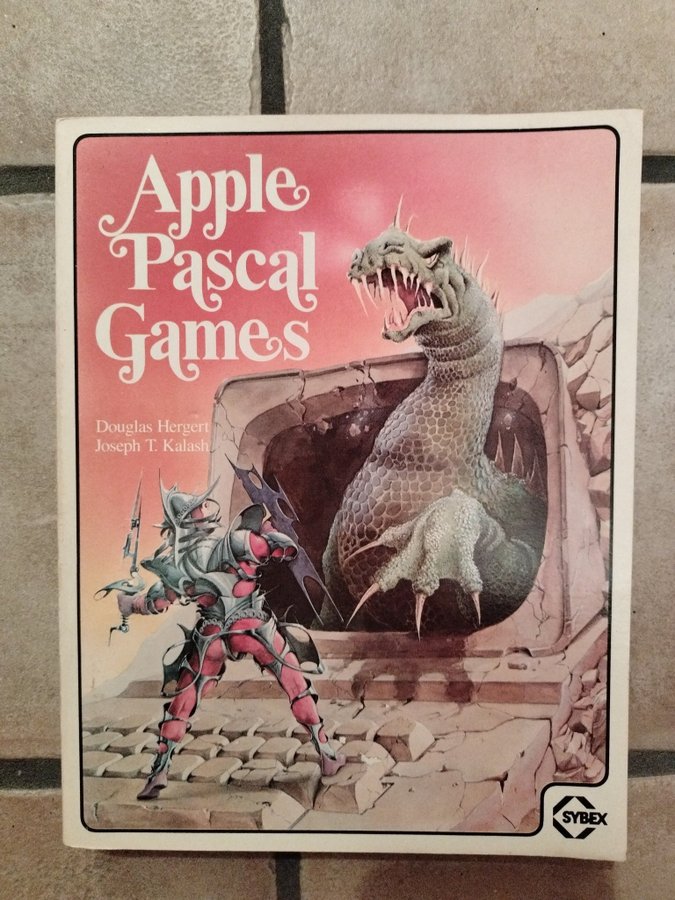 Apple
Pascal
Games
Douglas Hergert
Joseph T. Kalash
SYBEX